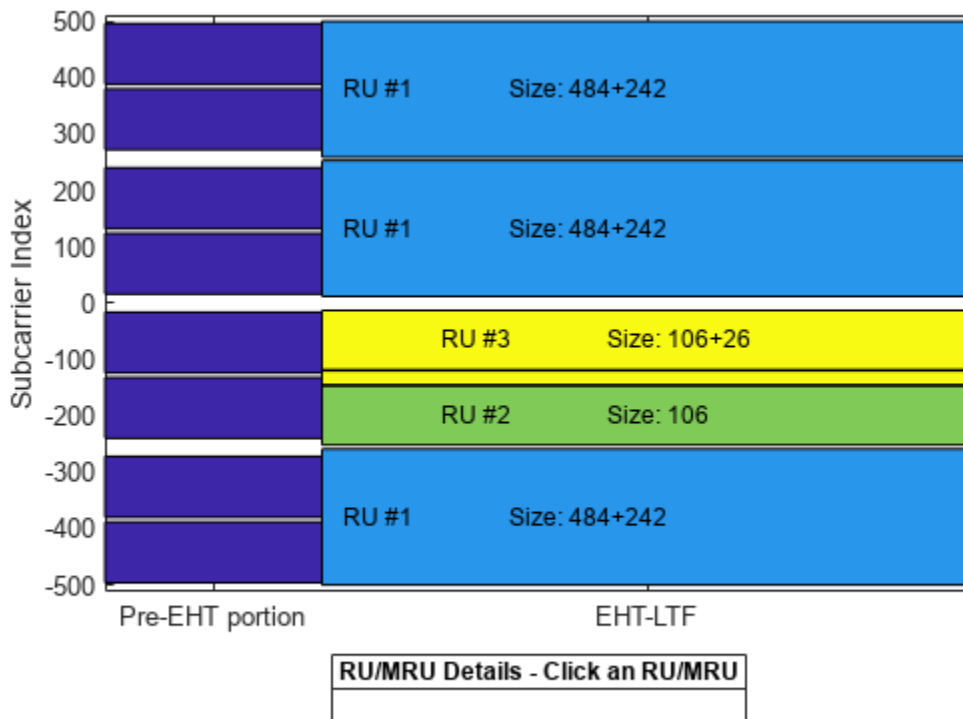 500
400
300
200
100
0
-100
-200
-300
-400
-500
Subcarrier Index
RU #1 Size: 484+242
RU #1 Size: 484+242
RU #3 Size: 106+26
RU #2 Size: 106
RU #1 Size: 484+242
Pre-EHT portion EHT-LTF
RU/MRU Details - Click an RU/MRU